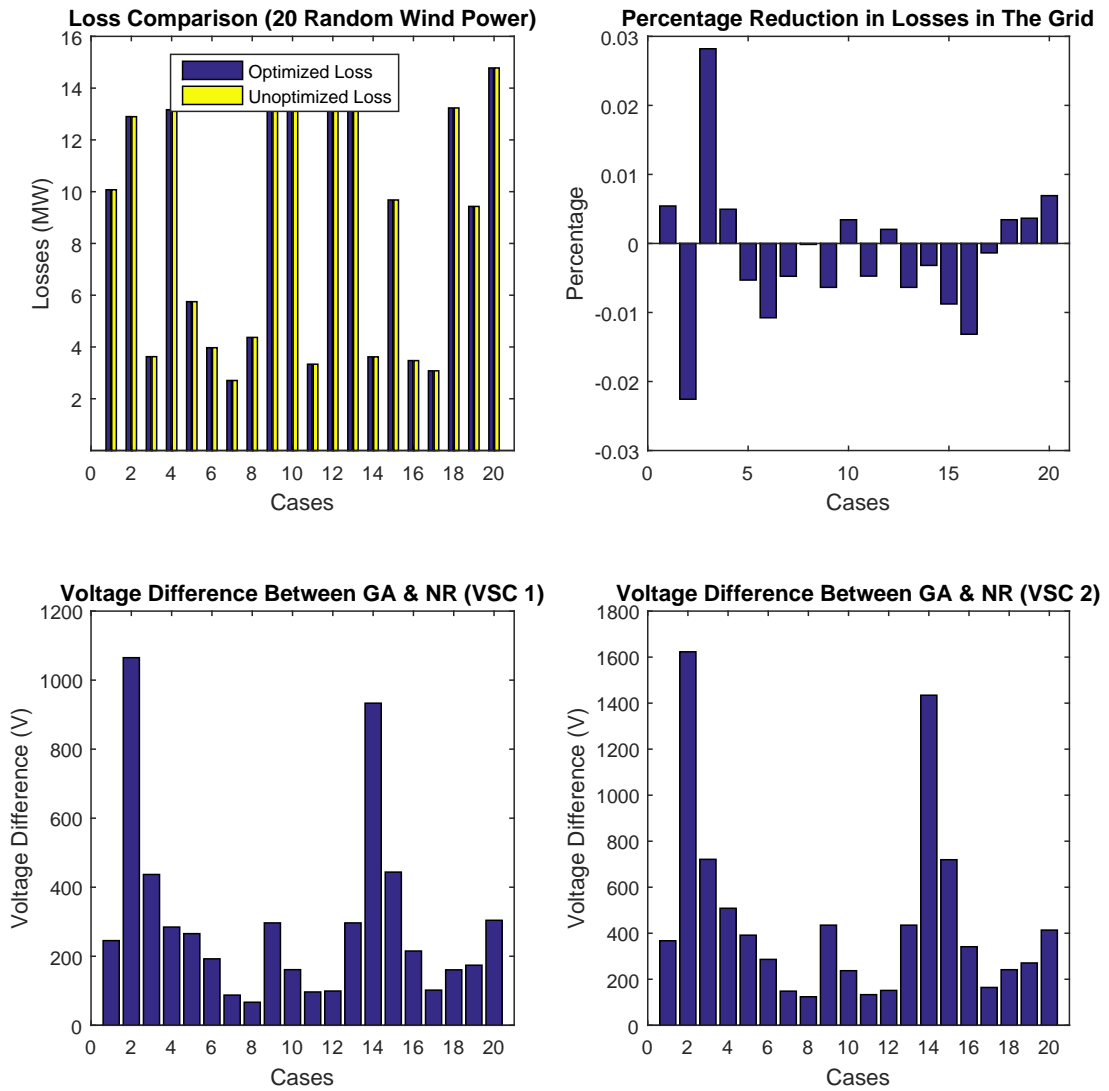 Loss Comparison (20 Random Wind Power)
16
14
12
10
8
6
4
2
Losses (MW)
Optimized Loss
Unoptimized Loss
0 2 4 6 8 10 12 14 16 18 20
Cases
Percentage Reduction in Losses in The Grid
0.03
0.02
0.01
0
-0.01
-0.02
-0.03
Percentage
0 5 10 15 20
Cases
Voltage Difference Between GA & NR (VSC 1)
1200
1000
800
600
400
200
0
Voltage Difference (V)
0 2 4 6 8 10 12 14 16 18 20
Cases
Voltage Difference Between GA & NR (VSC 2)
1800
1600
1400
1200
1000
800
600
400
200
0
Voltage Difference (V)
0 2 4 6 8 10 12 14 16 18 20
Cases